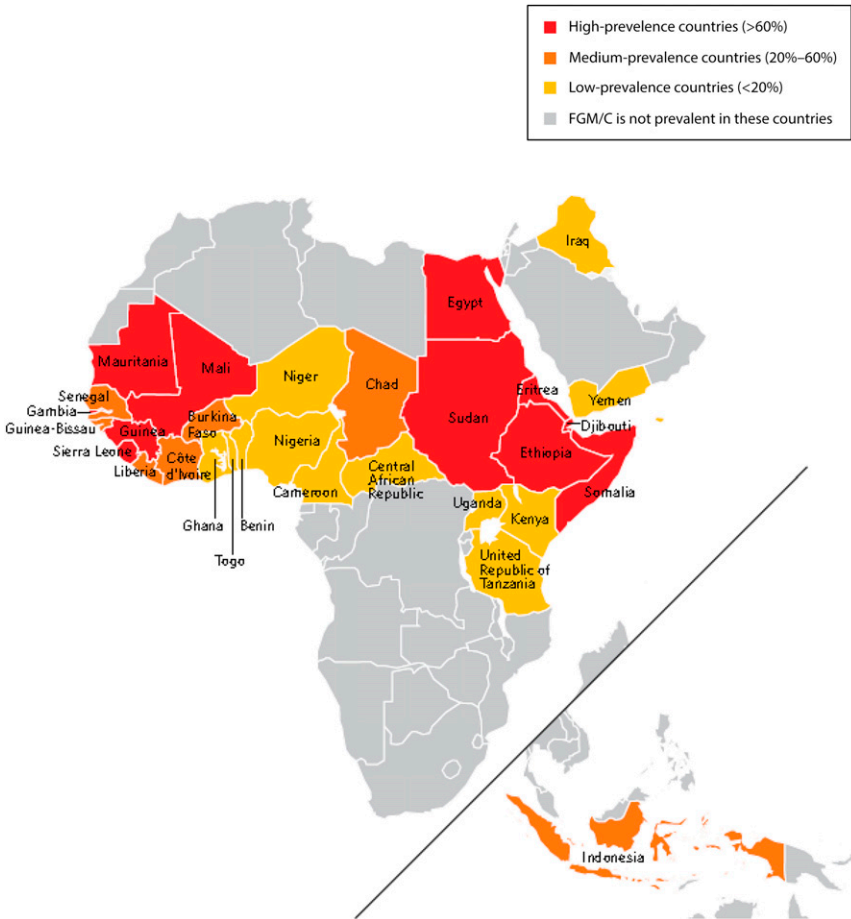 High-prevelence countries (>60%)
Medium-prevalence countries (20%–60%)
Low-prevalence countries (<20%)
FGM/C is not prevalent in these countries
Iraq
Egypt
Mauritania
Mali
Niger
Chad
Sudan
Eritrea
Yemen
Djibouti
Senegal
Gambia
Guinea-Bissau
Guinea
Sierra Leone
Liberia
Burkina
Faso
Côte
d'Ivoire
Nigeria
Ethiopia
Central
African
Republic
Cameroon
Somalia
Uganda
Kenya
Ghana
Benin
Togo
United
Republic of
Tanzania
Indonesia